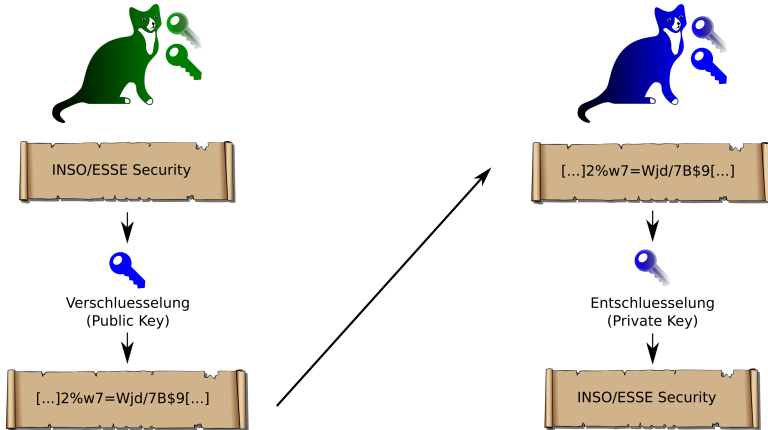 INSO/ESSE Security
Verschluesselung
(Public Key)
[...]2%w7=Wjd/7B$9[...]
[...]2%w7=Wjd/7B$9[...]
Entschluesselung
(Private Key)
INSO/ESSE Security